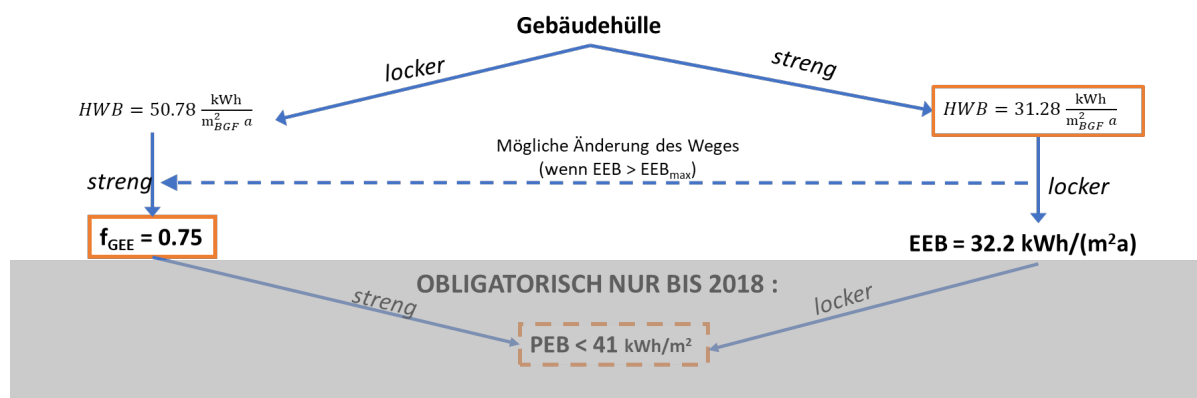 Gebäudehülle
locker
streng
HWB = 50.78 kWh/m²BGF a
HWB = 31.28 kWh/m²BGF a
Mögliche Änderung des Weges
(wenn EEB > EEBmax)
streng
locker
fGEE = 0.75
EEB = 32.2 kWh/(m²a)
OBLIGATORISCH NUR BIS 2018 :
streng
locker
PEB < 41 kWh/m²